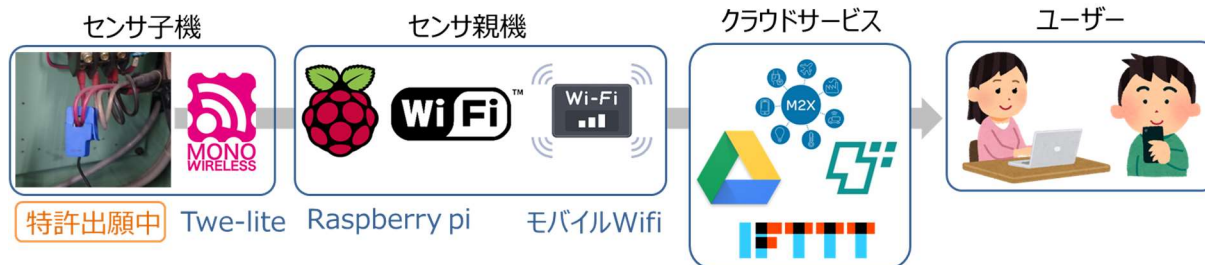 センサ子機
センサ親機
クラウドサービス
ユーザー
MONO
WIRELESS
WiFi™
Wi-Fi
M2X
IFTTT
特許出願中
Twe-lite
Raspberry pi
モバイルWifi